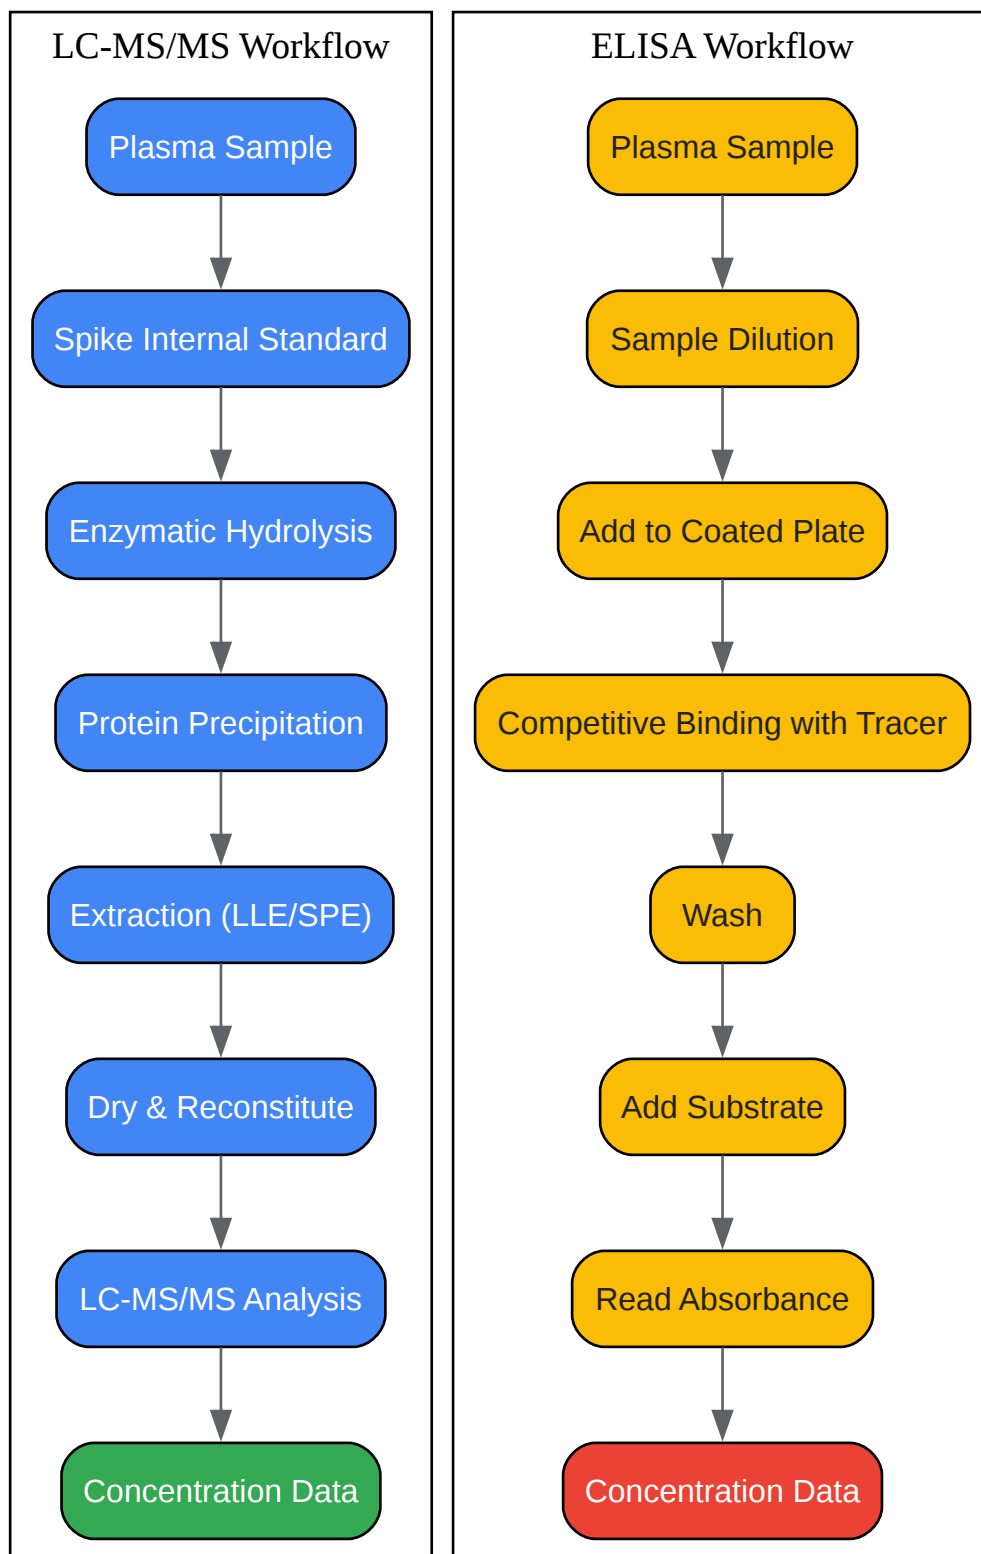 LC-MS/MS Workflow
Plasma Sample
Spike Internal Standard
Enzymatic Hydrolysis
Protein Precipitation
Extraction (LLE/SPE)
Dry & Reconstitute
LC-MS/MS Analysis
Concentration Data
ELISA Workflow
Plasma Sample
Sample Dilution
Add to Coated Plate
Competitive Binding with Tracer
Wash
Add Substrate
Read Absorbance
Concentration Data